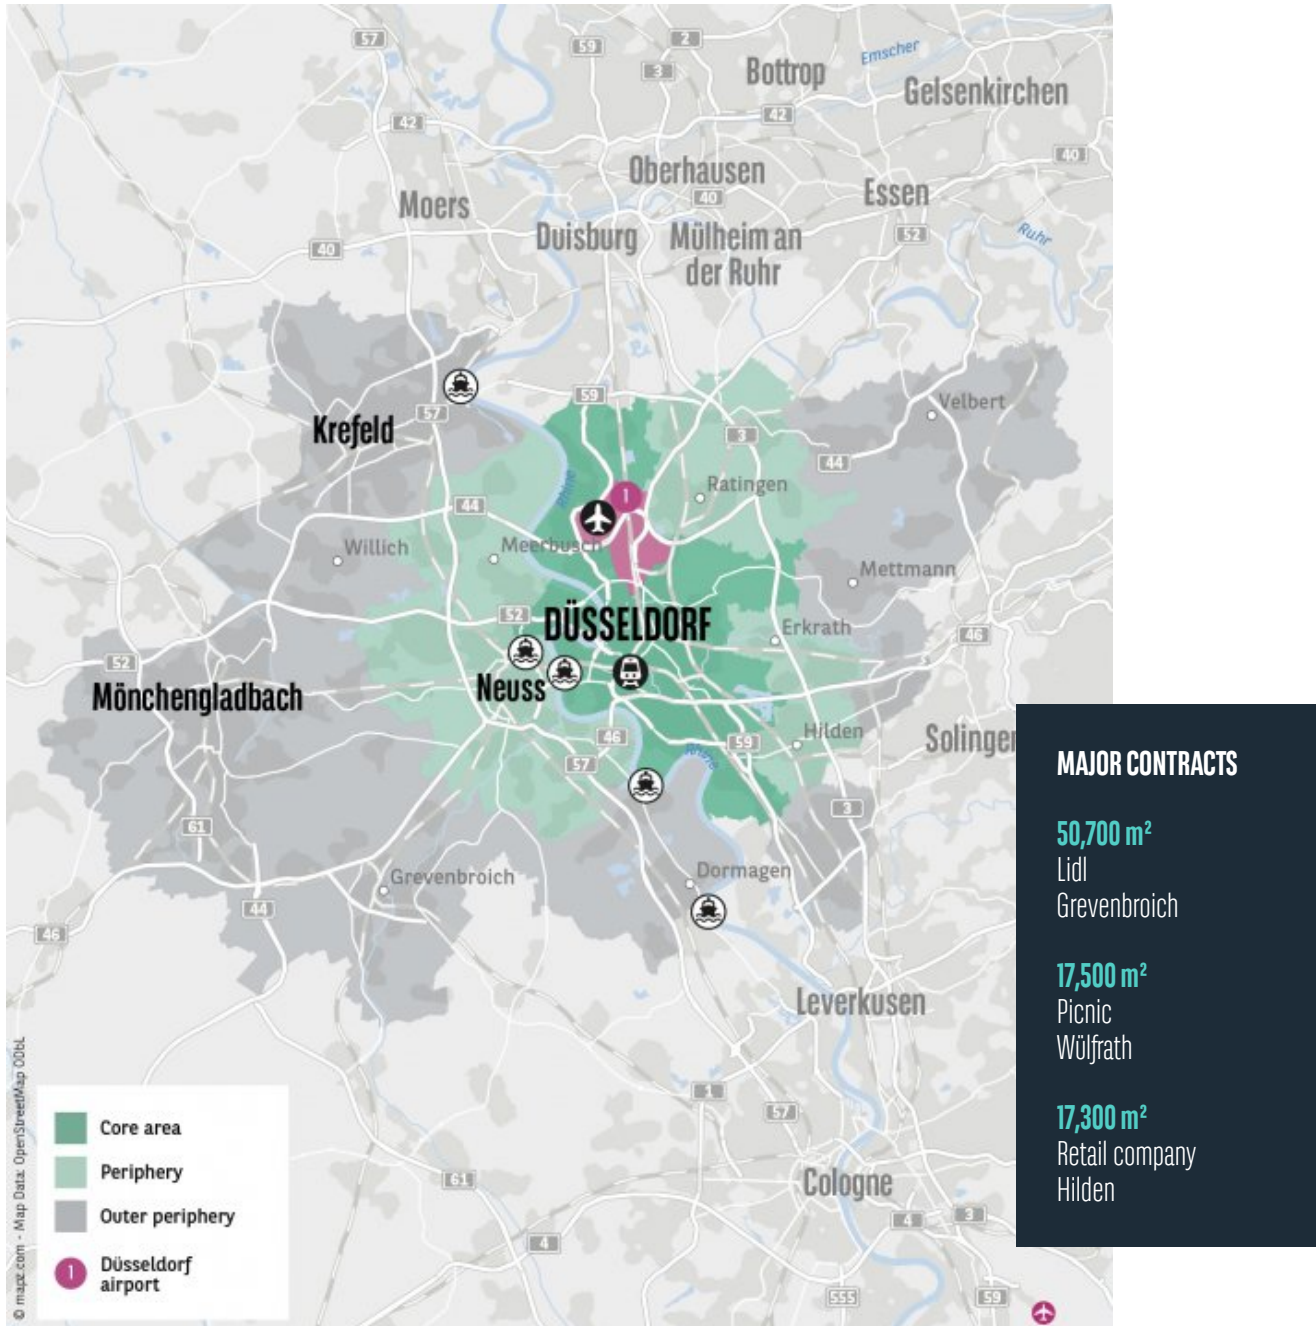 57
59
2
3
Bottrop
Emscher
Gelsenkirchen
42
42
40
Oberhausen
40
Essen
Moers
Duisburg
Mülheim an
der Ruhr
52
Ruhr
40
59
Velbert
57
Krefeld
3
44
Ratingen
1
Rhine
44
Willich
Meerbusch
Mettmann
52
DÜSSELDORF
Erkrath
46
52
Neuss
Mönchengladbach
46
59
Hilden
Solingen
Rhine
57
3
61
Dormagen
Grevenbroich
44
46
Leverkusen
1
57
61
Cologne
4
3
4
555
59
MAJOR CONTRACTS
50,700 m²
Lidl
Grevenbroich
17,500 m²
Picnic
Wülfrath
17,300 m²
Retail company
Hilden
Core area
Periphery
Outer periphery
1 Düsseldorf
airport
© mapz.com - Map Data: OpenStreetMap ODbL